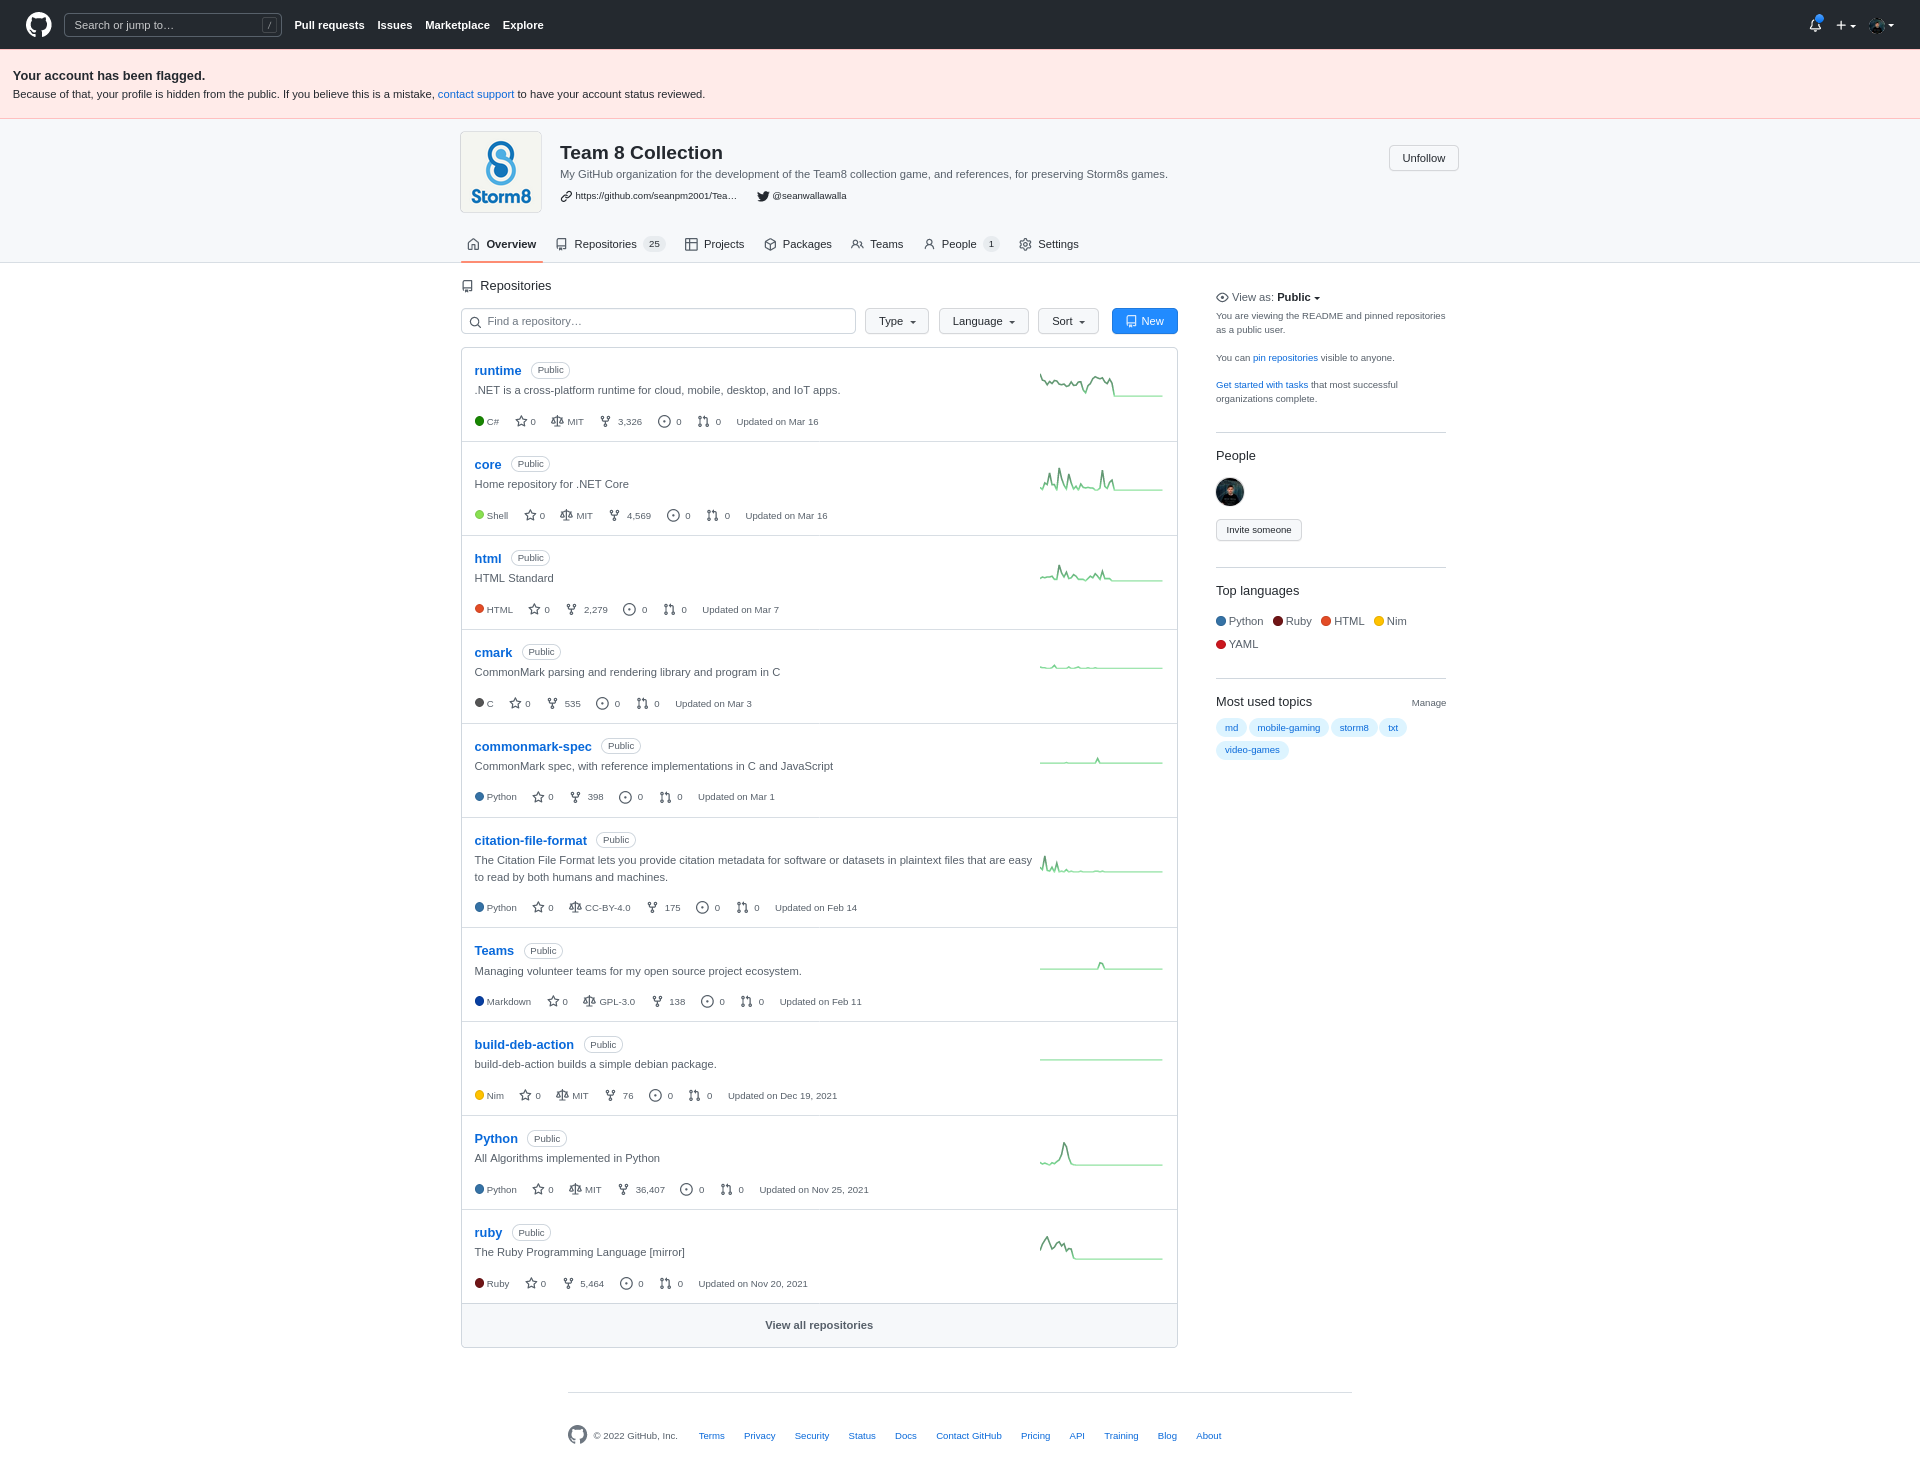 Search or jump to…
/
Pull requests Issues Marketplace Explore
Your account has been flagged.
Because of that, your profile is hidden from the public. If you believe this is a mistake, contact support to have your account status reviewed.
Storm8
Team 8 Collection
Unfollow
My GitHub organization for the development of the Team8 collection game, and references, for preserving Storm8s games.
https://github.com/seanpm2001/Tea… @seanwallawalla
Overview Repositories 25 Projects Packages Teams People 1 Settings
Repositories
Find a repository… Type Language Sort New
runtime Public
.NET is a cross-platform runtime for cloud, mobile, desktop, and IoT apps.
C# 0 MIT 3,326 0 0 Updated on Mar 16
core Public
Home repository for .NET Core
Shell 0 MIT 4,569 0 0 Updated on Mar 16
html Public
HTML Standard
HTML 0 2,279 0 0 Updated on Mar 7
cmark Public
CommonMark parsing and rendering library and program in C
C 0 535 0 0 Updated on Mar 3
commonmark-spec Public
CommonMark spec, with reference implementations in C and JavaScript
Python 0 398 0 0 Updated on Mar 1
citation-file-format Public
The Citation File Format lets you provide citation metadata for software or datasets in plaintext files that are easy
to read by both humans and machines.
Python 0 CC-BY-4.0 175 0 0 Updated on Feb 14
Teams Public
Managing volunteer teams for my open source project ecosystem.
Markdown 0 GPL-3.0 138 0 0 Updated on Feb 11
build-deb-action Public
build-deb-action builds a simple debian package.
Nim 0 MIT 76 0 0 Updated on Dec 19, 2021
Python Public
All Algorithms implemented in Python
Python 0 MIT 36,407 0 0 Updated on Nov 25, 2021
ruby Public
The Ruby Programming Language [mirror]
Ruby 0 5,464 0 0 Updated on Nov 20, 2021
View all repositories
View as: Public
You are viewing the README and pinned repositories
as a public user.
You can pin repositories visible to anyone.
Get started with tasks that most successful
organizations complete.
People
Invite someone
Top languages
Python Ruby HTML Nim
YAML
Most used topics Manage
md mobile-gaming storm8 txt
video-games
© 2022 GitHub, Inc. Terms Privacy Security Status Docs Contact GitHub Pricing API Training Blog About